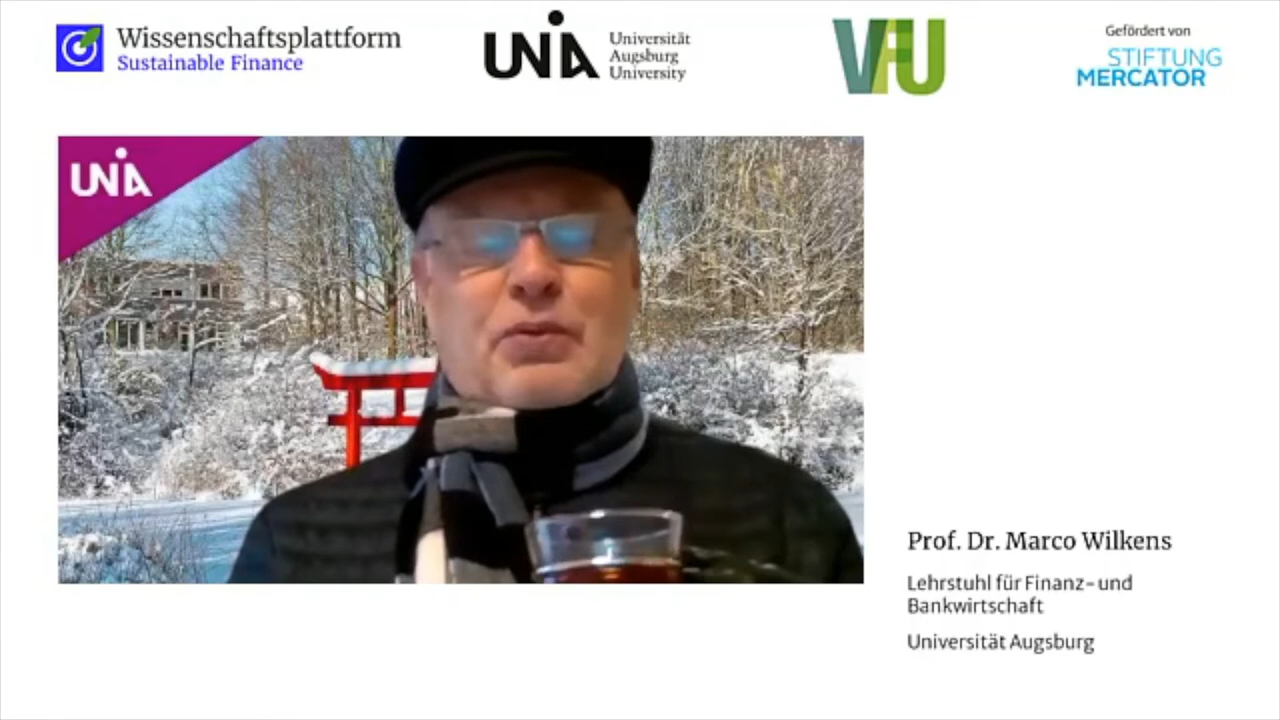 Wissenschaftsplattform
Sustainable Finance
UNIA
Universität
Augsburg
University
VFU
Gefördert von
STIFTUNG
MERCATOR
UNIA
Prof. Dr. Marco Wilkens
Lehrstuhl für Finanz- und
Bankwirtschaft
Universität Augsburg